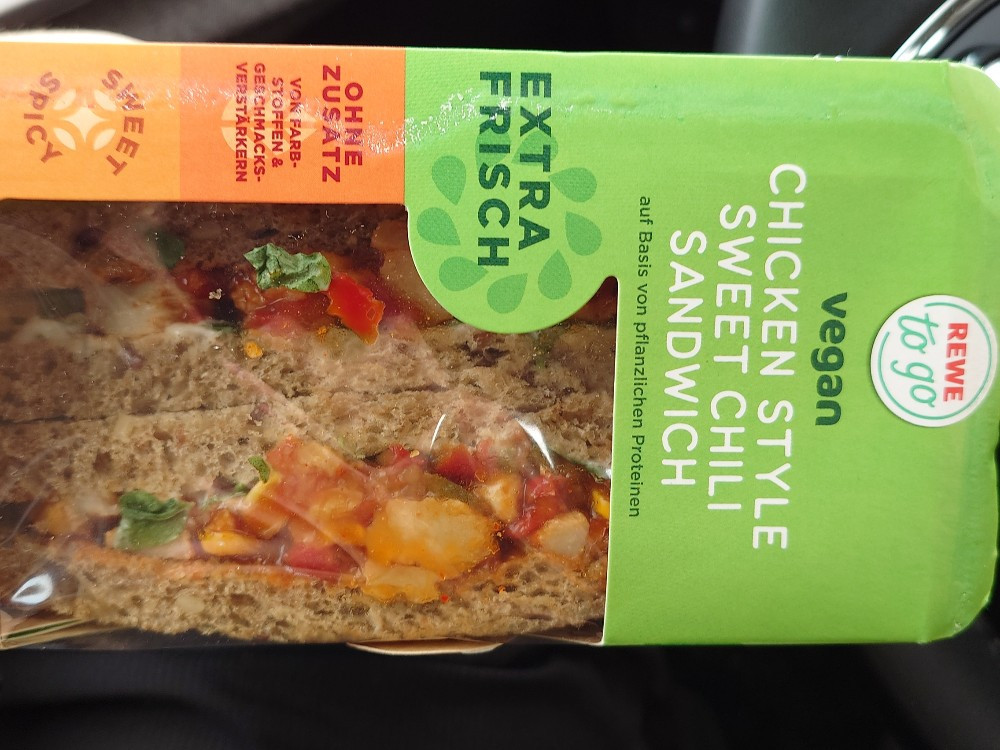 REWE
to go
vegan
CHICKEN STYLE
SWEET CHILI
SANDWICH
auf Basis von pflanzlichen Proteinen
EXTRA
FRISCH
OHNE
ZUSATZ
VON FARB-
STOFFEN &
GESCHMACKS-
VERSTÄRKERN
SWEET
SPICY